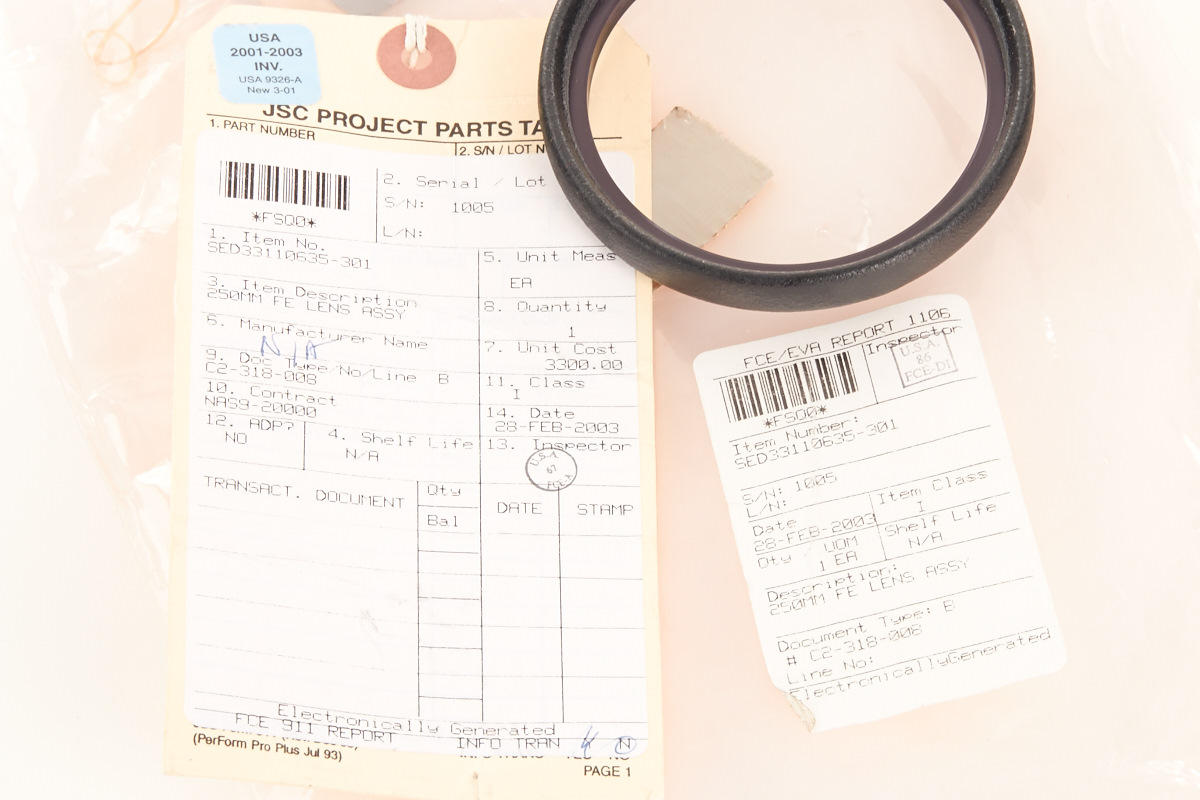 USA
2001-2003
INV.
USA 9326-A
New 3-01
JSC PROJECT PARTS TA
1. PART NUMBER
2. S/N / LOT N
*FSQ0*
2. Serial / Lot
S/N: 1005
L/N:
1. Item No.
SED33110635-301
5. Unit Meas
EA
3. Item Description
250MM FE LENS ASSY
8. Quantity
1
6. Manufacturer Name
N/A
7. Unit Cost
3300.00
9. Doc Type/No/Line B
C2-318-008
11. Class
I
10. Contract
NAS9-20000
14. Date
28-FEB-2003
12. ADP?
NO
4. Shelf Life
N/A
13. Inspector
U.S.A.
67
FCE-A
TRANSACT. DOCUMENT
Qty
Bal
DATE
STAMP
Electronically Generated
FCE 911 REPORT
INFO TRAN
N
(PerForm Pro Plus Jul 93)
PAGE 1
FCE/EVA REPORT 1106
*FSQ0*
Inspector
U.S.A.
86
FCE-D1
Item Number:
SED33110635-301
S/N: 1005
L/N:
Item Class
I
Date
28-FEB-2003
Shelf Life
N/A
Qty UOM
1 EA
Description:
250MM FE LENS ASSY
Document Type: B
# C2-318-008
Line No:
ElectronicallyGenerated